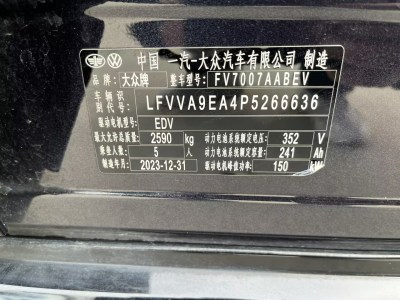 中国 一汽-大众汽车有限公司 制造
品牌: 大众牌 整车型号: FV7007AABEV
车辆识别代号: LFVVA9EA4P5266636
驱动电机型号: EDV
最大允许总质量: 2590 kg 动力电池系统额定电压: 352 V
乘坐人数: 5 人 动力电池系统额定容量: 241 Ah
制造年月: 2023-12-31 驱动电机峰值功率: 150 kW